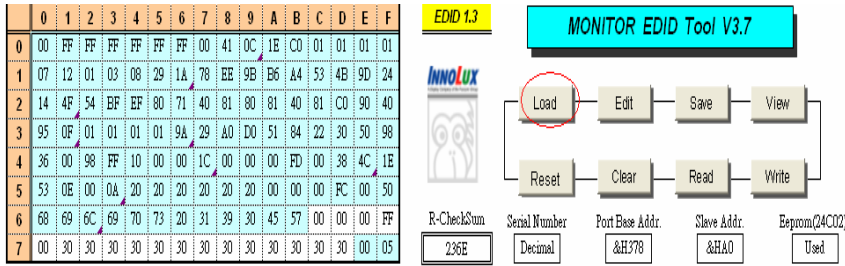 0 1 2 3 4 5 6 7 8 9 A B C D E F
0 00 FF FF FF FF FF FF 00 41 0C 1E C0 01 01 01 01
1 07 12 01 03 08 29 1A 78 EE 9B B6 A4 53 4B 9D 24
2 14 4F 54 BF EF 80 71 40 81 80 81 40 81 C0 90 40
3 95 0F 01 01 01 01 9A 29 A0 D0 51 84 22 30 50 98
4 36 00 98 FF 10 00 00 1C 00 00 00 FD 00 38 4C 1E
5 53 0E 00 0A 20 20 20 20 20 20 00 00 00 FC 00 50
6 68 69 6C 69 70 73 20 31 39 30 45 57 00 00 00 FF
7 00 30 30 30 30 30 30 30 30 30 30 30 30 30 00 05
EDID 1.3
MONITOR EDID Tool V3.7
INNOLUX
Load Edit Save View
Reset Clear Read Write
R-CheckSum Serial Number Port Base Addr. Slave Addr. Eeprom(24C02)
236E Decimal &H378 &HA0 Used